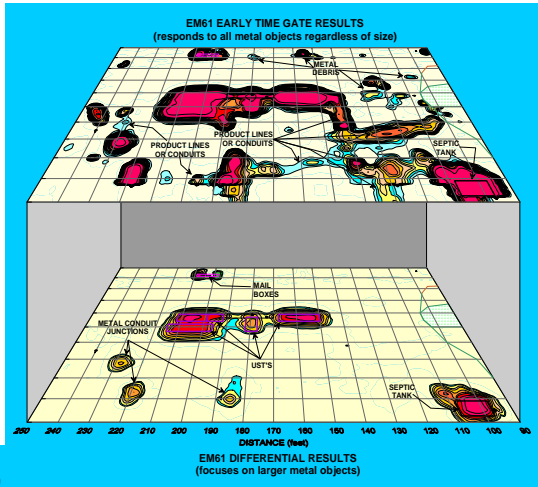 EM61 EARLY TIME GATE RESULTS
(responds to all metal objects regardless of size)
METAL
DEBRIS
PRODUCT LINES
OR CONDUITS
PRODUCT LINES
OR CONDUITS
SEPTIC
TANK
MAIL
BOXES
METAL CONDUIT
JUNCTIONS
UST'S
SEPTIC
TANK
250 240 230 220 210 200 190 180 170 160 150 140 130 120 110 100 90
DISTANCE (feet)
EM61 DIFFERENTIAL RESULTS
(focuses on larger metal objects)